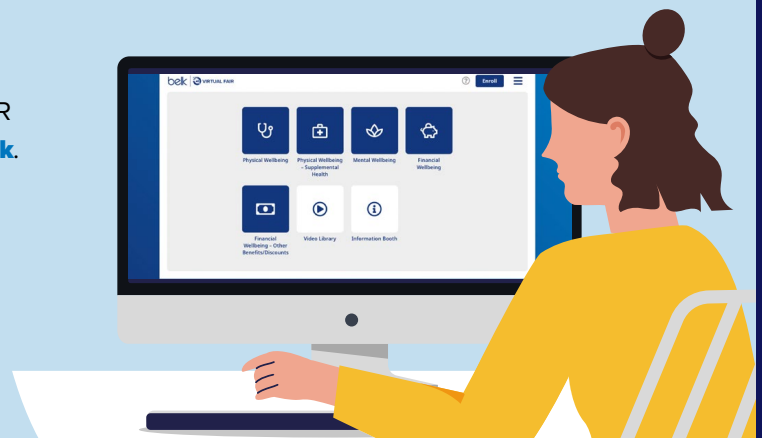 R
k.
belk VIRTUAL FAIR
Enroll
Physical Wellbeing
Physical Wellbeing
– Supplemental
Health
Mental Wellbeing
Financial
Wellbeing
Financial
Wellbeing – Other
Benefits/Discounts
Video Library
Information Booth